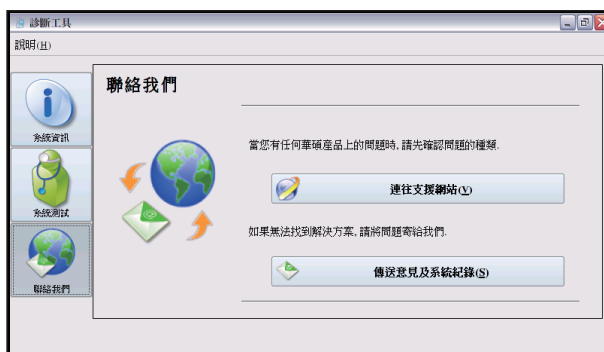 診斷工具
說明(H)
系統資訊
系統測試
聯絡我們
聯絡我們
當您有任何華碩產品上的問題時,請先確認問題的種類.
連往支援網站(V)
如果無法找到解決方案,請將問題寄給我們.
傳送意見及系統紀錄(S)